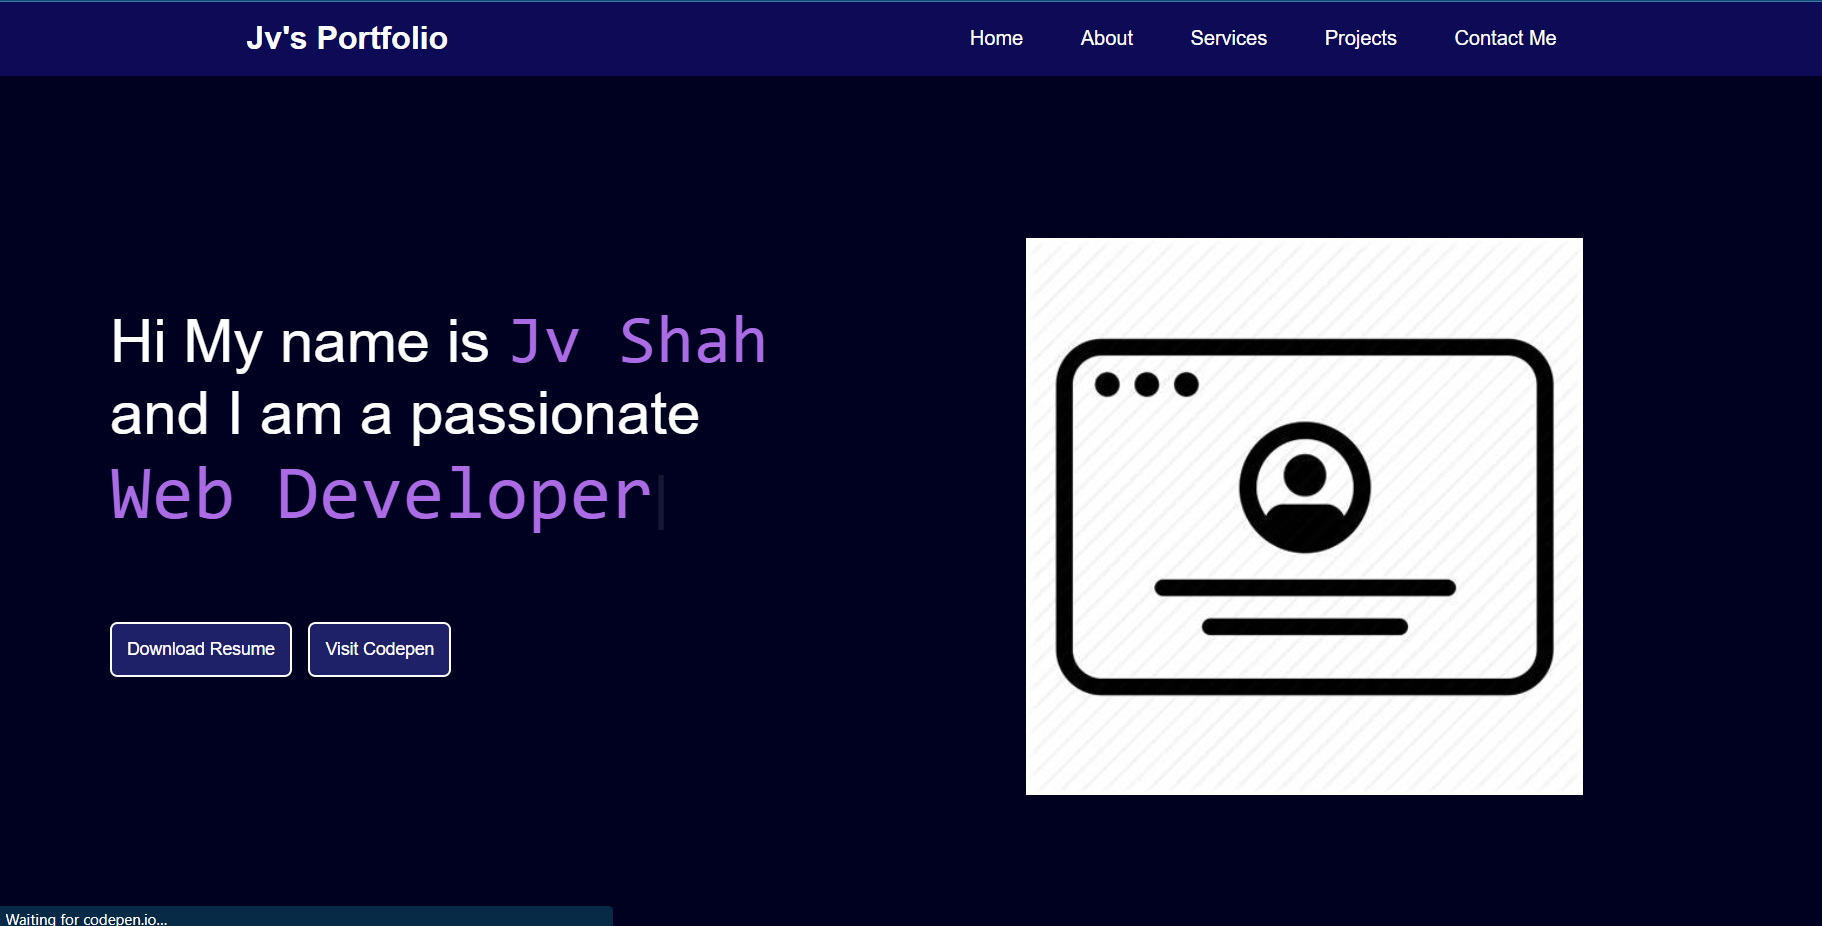 Jv's Portfolio
Home About Services Projects Contact Me
Hi My name is Jv Shah
and I am a passionate
Web Developer
Download Resume Visit Codepen
Waiting for codepen.io...